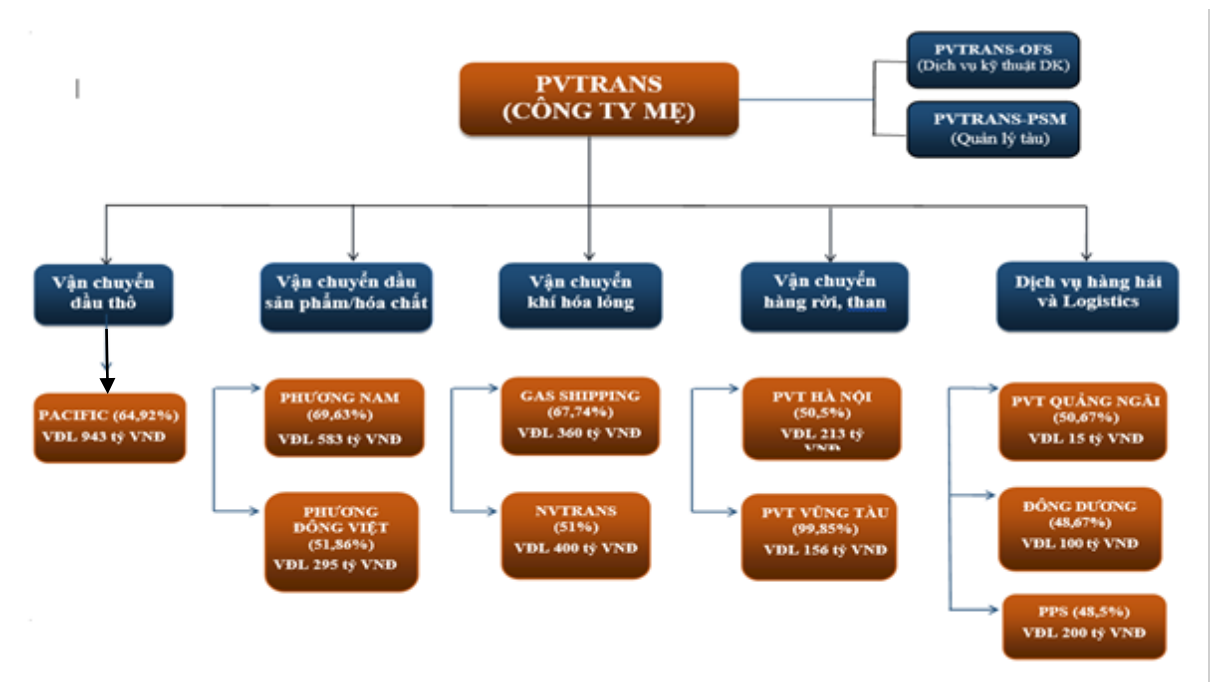 PVTRANS
(CÔNG TY MẸ)
PVTRANS-OFS
(Dịch vụ kỹ thuật DK)
PVTRANS-PSM
(Quản lý tàu)
Vận chuyển
dầu thô
Vận chuyển dầu
sản phẩm/hóa chất
Vận chuyển
khí hóa lỏng
Vận chuyển
hàng rời, than
Dịch vụ hàng hải
và Logistics
PACIFIC (64,92%)
VĐL 943 tỷ VNĐ
PHƯƠNG NAM
(69,63%)
VĐL 583 tỷ VNĐ
PHƯƠNG
ĐÔNG VIỆT
(51,86%)
VĐL 295 tỷ VNĐ
GAS SHIPPING
(67,74%)
VĐL 360 tỷ VNĐ
NVTRANS
(51%)
VĐL 400 tỷ VNĐ
PVT HÀ NỘI
(50,5%)
VĐL 213 tỷ
VNĐ
PVT VŨNG TÀU
(99,85%)
VĐL 156 tỷ VNĐ
PVT QUẢNG NGÃI
(50,67%)
VĐL 15 tỷ VNĐ
ĐÔNG DƯƠNG
(48,67%)
VĐL 100 tỷ VNĐ
PPS (48,5%)
VĐL 200 tỷ VNĐ